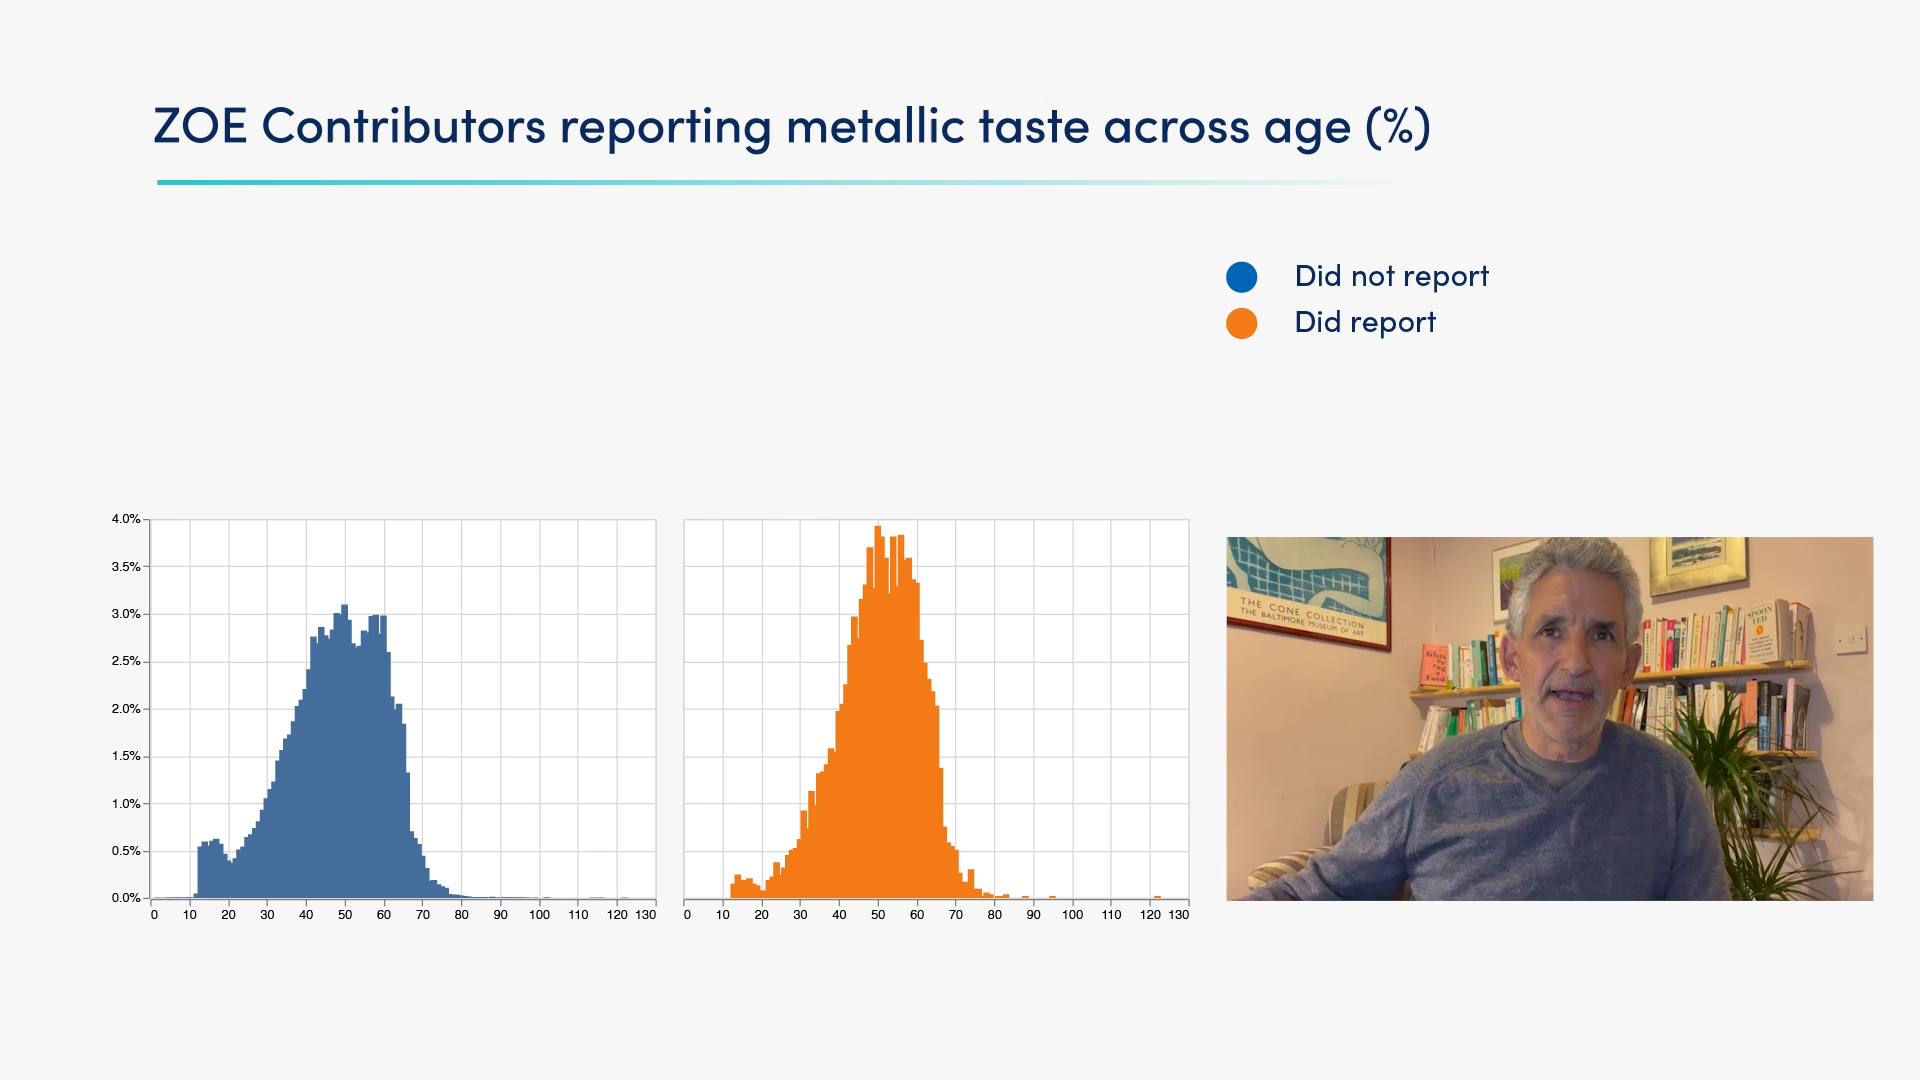 ZOE Contributors reporting metallic taste across age (%)
Did not report
Did report
4.0%
3.5%
3.0%
2.5%
2.0%
1.5%
1.0%
0.5%
0.0%
0 10 20 30 40 50 60 70 80 90 100 110 120 130
0 10 20 30 40 50 60 70 80 90 100 110 120 130
THE CONE COLLECTION
THE BALTIMORE MUSEUM OF ART
SPOON
FED